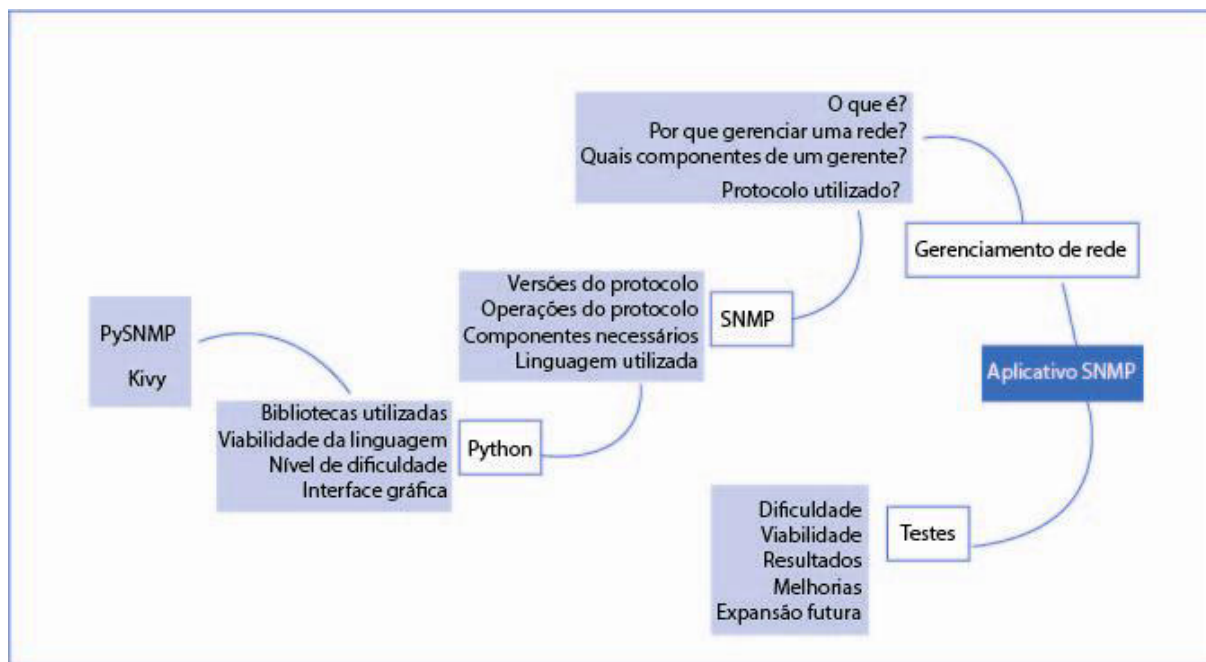 O que é?
Por que gerenciar uma rede?
Quais componentes de um gerente?
Protocolo utilizado?
Gerenciamento de rede
Versões do protocolo
Operações do protocolo
Componentes necessários
Linguagem utilizada
SNMP
PySNMP
Kivy
Aplicativo SNMP
Bibliotecas utilizadas
Viabilidade da linguagem
Nível de dificuldade
Interface gráfica
Python
Dificuldade
Viabilidade
Resultados
Melhorias
Expansão futura
Testes